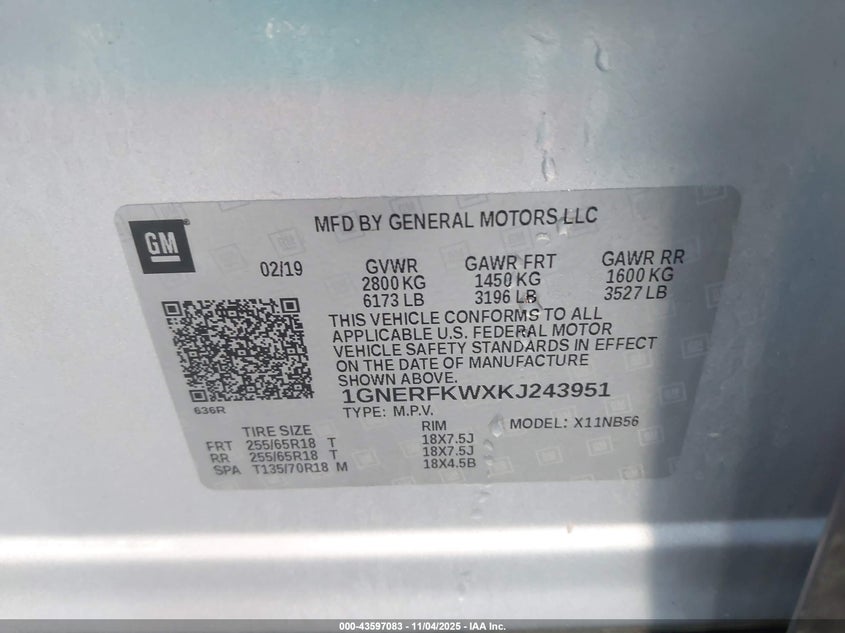 GM
MFD BY GENERAL MOTORS LLC
02/19
GVWR
2800 KG
6173 LB
GAWR FRT
1450 KG
3196 LB
GAWR RR
1600 KG
3527 LB
THIS VEHICLE CONFORMS TO ALL
APPLICABLE U.S. FEDERAL MOTOR
VEHICLE SAFETY STANDARDS IN EFFECT
ON THE DATE OF MANUFACTURE
SHOWN ABOVE.
636R
1GNERFKWXKJ243951
TYPE: M.P.V.
MODEL: X11NB56
TIRE SIZE RIM
FRT 255/65R18 T 18X7.5J
RR 255/65R18 T 18X7.5J
SPA T135/70R18 M 18X4.5B
000-43597083 - 11/04/2025 - IAA Inc.